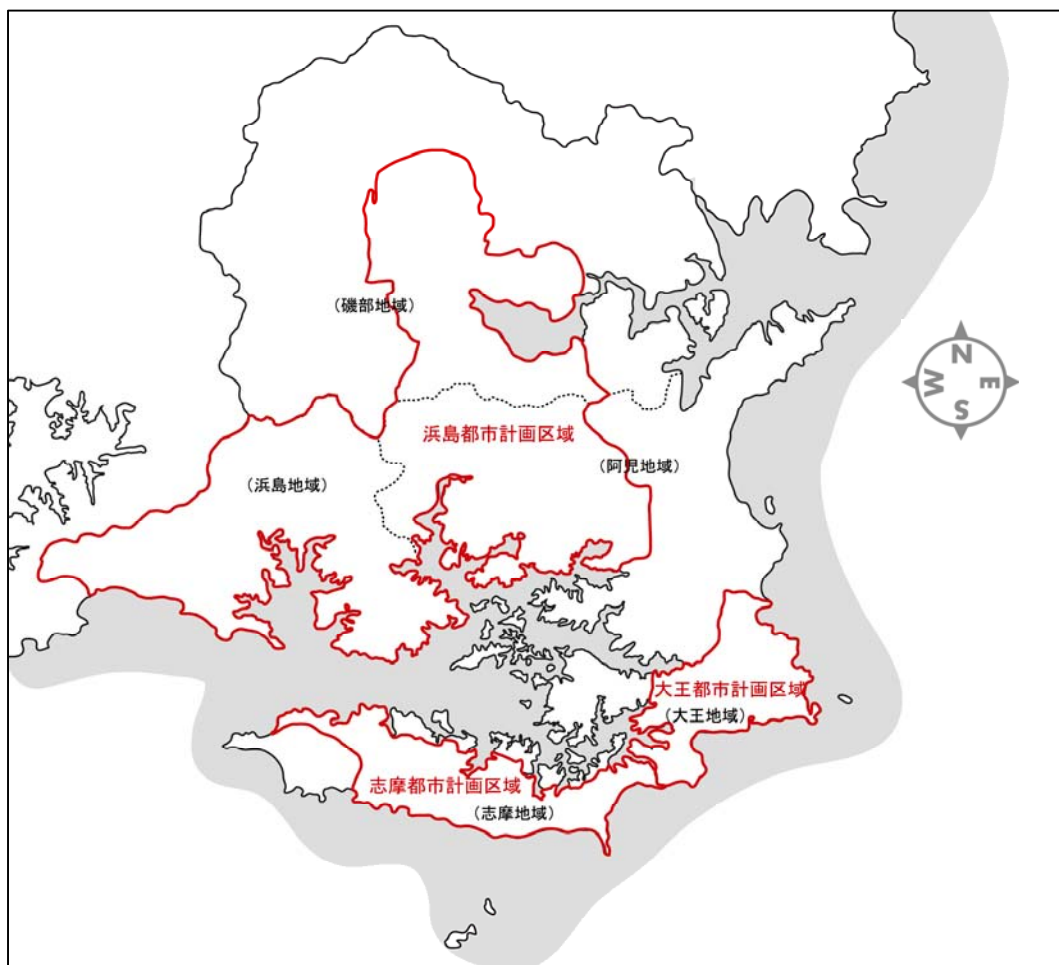 （磯部地域）
浜島都市計画区域
（阿児地域）
（浜島地域）
N
W
E
S
大王都市計画区域
（大王地域）
志摩都市計画区域
（志摩地域）